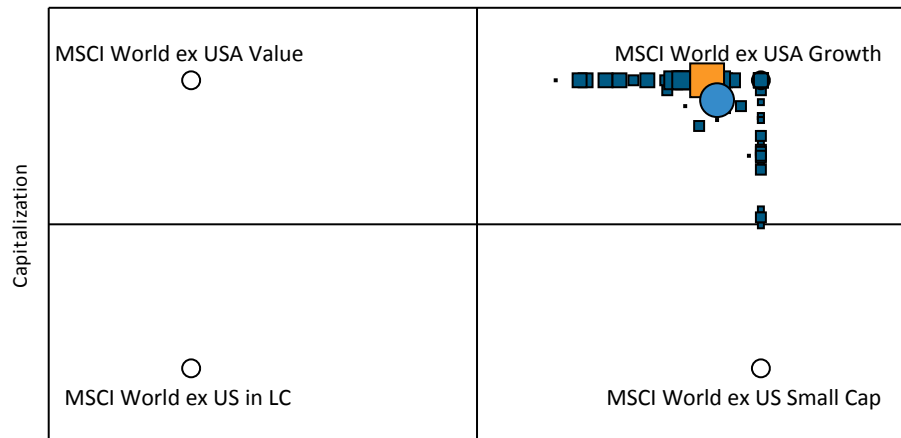 MSCI World ex USA Value
MSCI World ex USA Growth
Capitalization
MSCI World ex US in LC
MSCI World ex US Small Cap